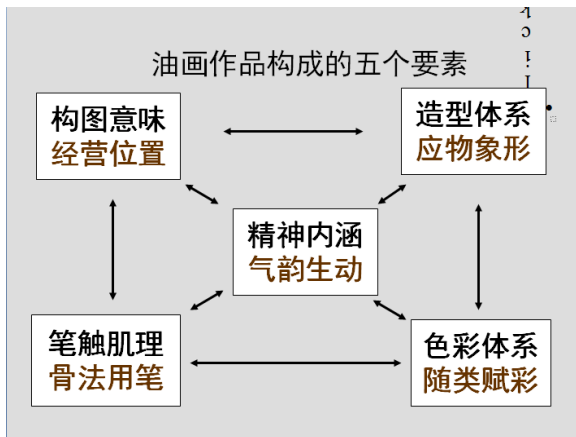 油画作品构成的五个要素
构图意味
经营位置
造型体系
应物象形
精神内涵
气韵生动
笔触肌理
骨法用笔
色彩体系
随类赋彩